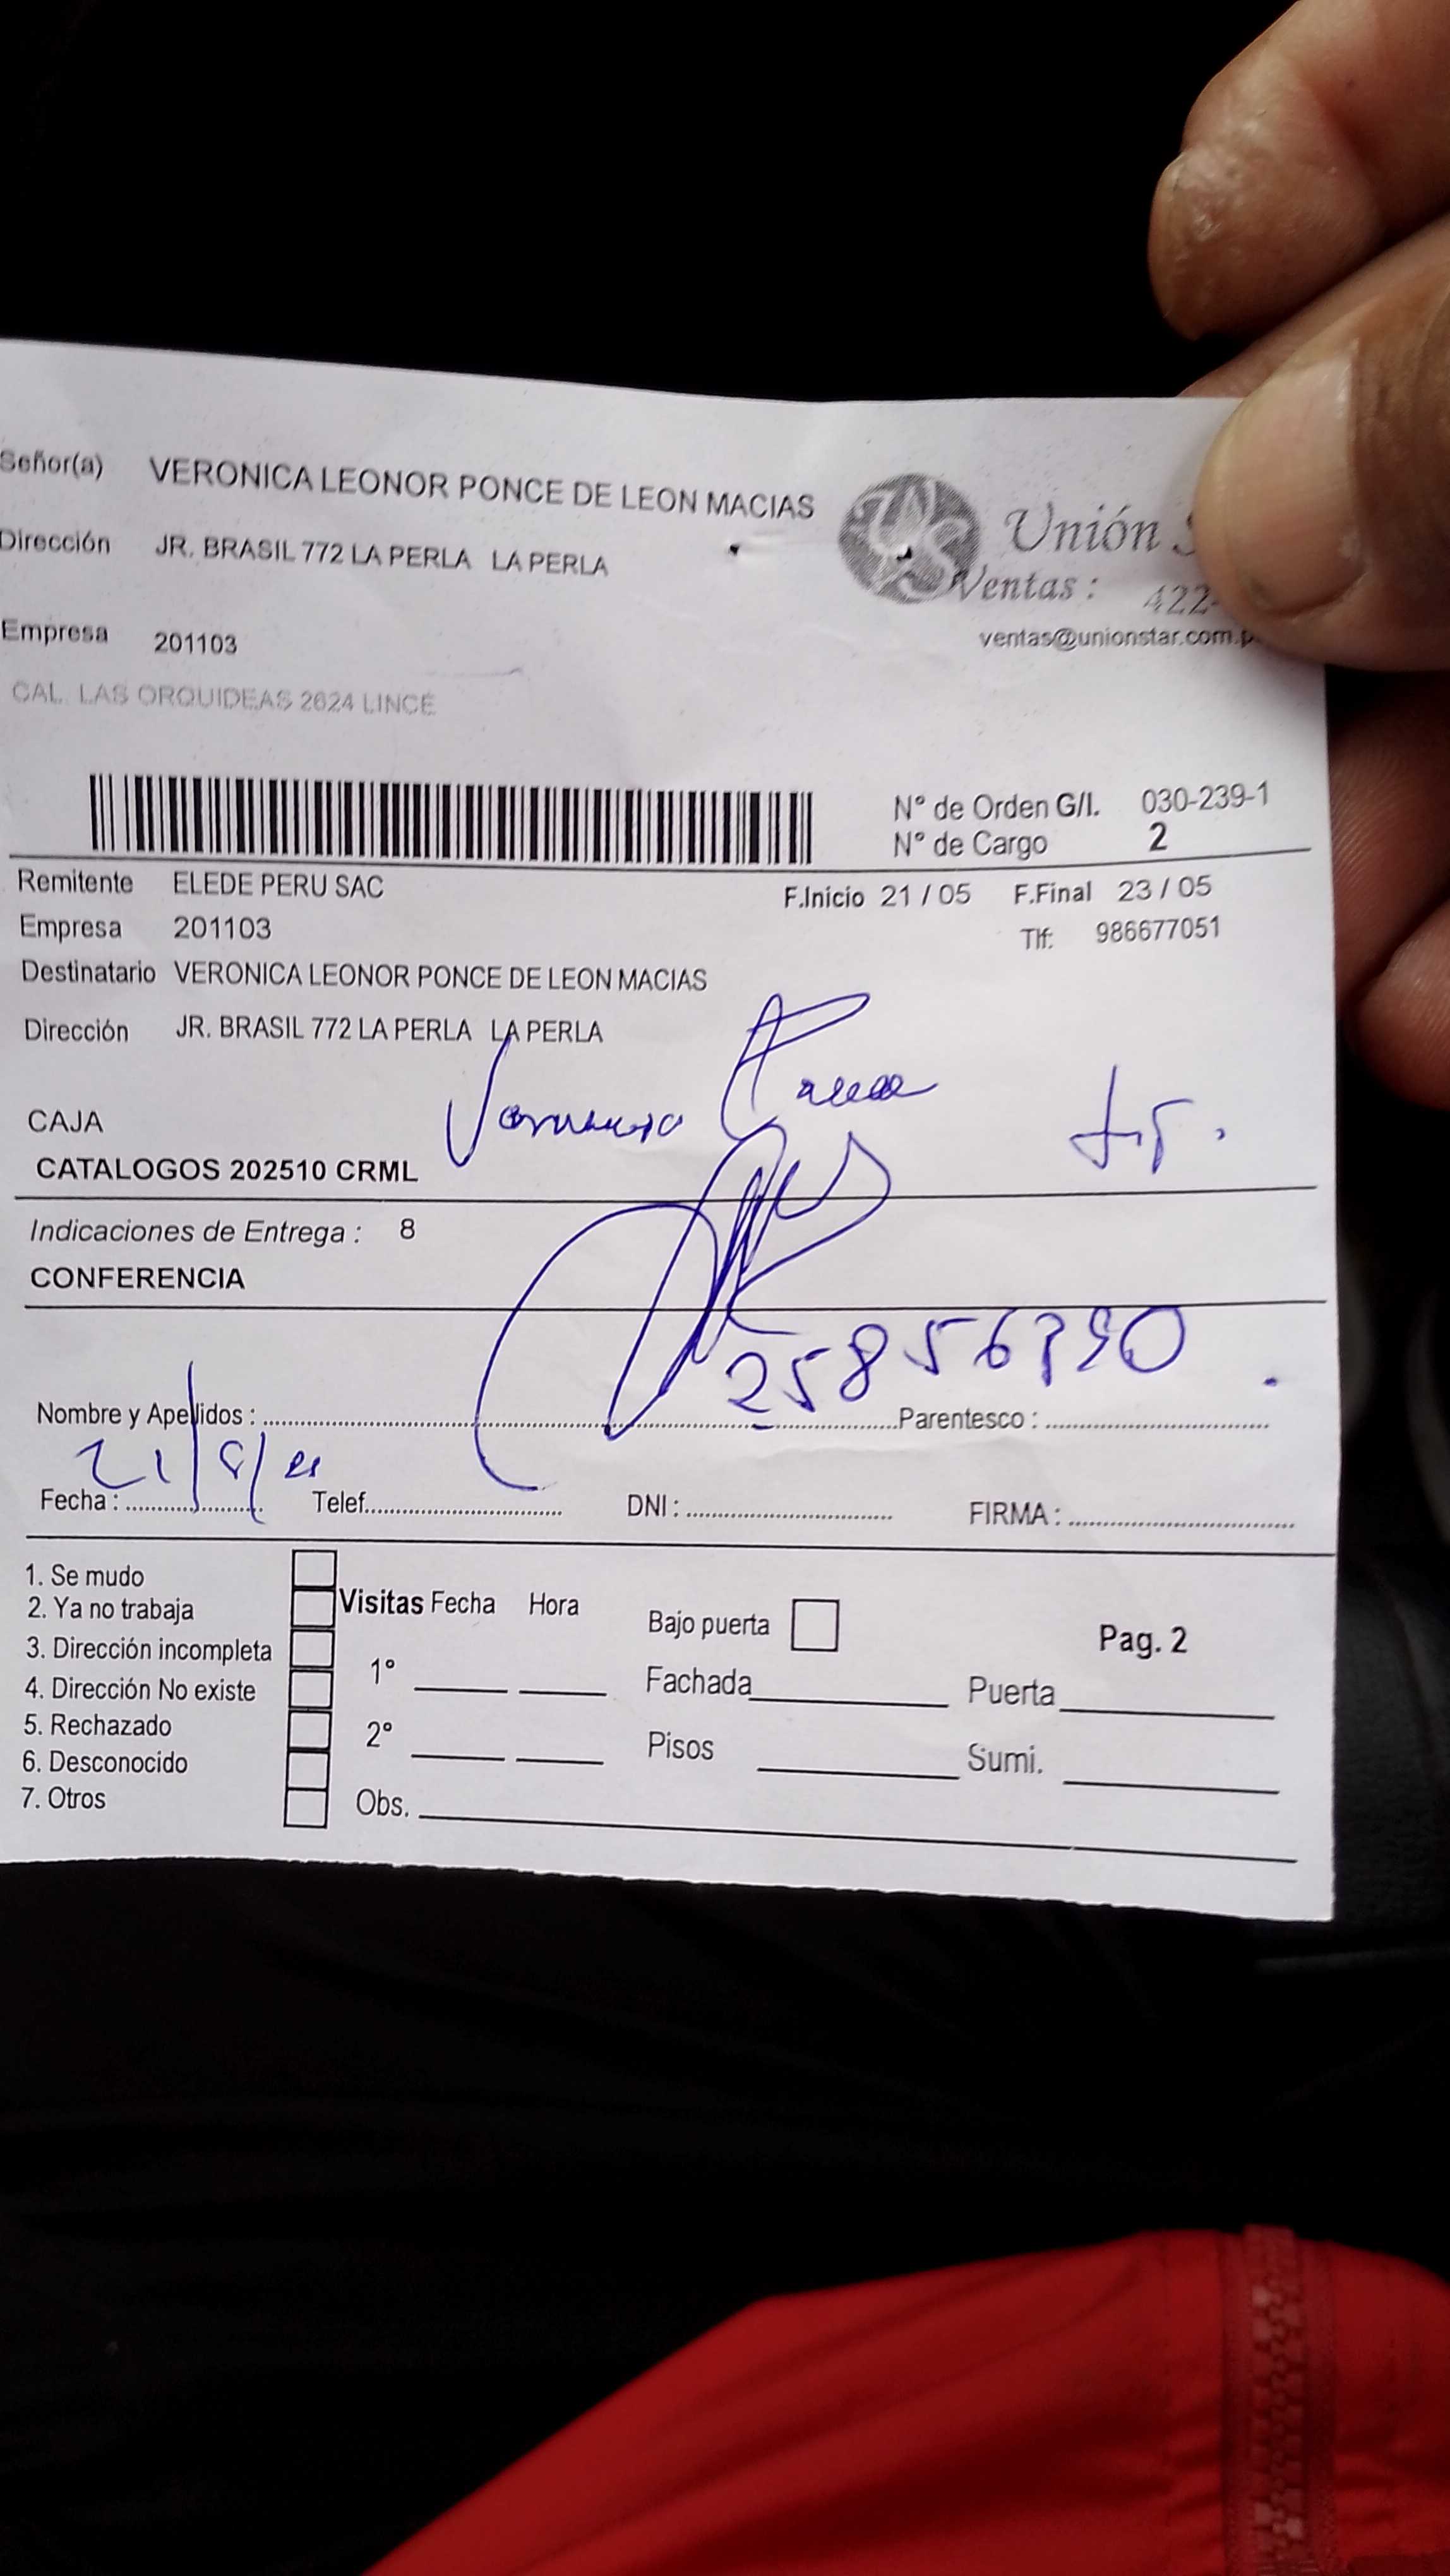 Señor(a) VERONICA LEONOR PONCE DE LEON MACIAS
Unión
Dirección JR. BRASIL 772 LA PERLA LA PERLA
Ventas : 422-
Empresa 201103
ventas@unionstar.com.p
CAL. LAS ORQUIDEAS 2624 LINCE
N° de Orden G/I. 030-239-1
N° de Cargo 2
Remitente ELEDE PERU SAC F.Inicio 21 / 05 F.Final 23 / 05
Empresa 201103 Tlf: 986677051
Destinatario VERONICA LEONOR PONCE DE LEON MACIAS
Dirección JR. BRASIL 772 LA PERLA LA PERLA
CAJA
CATALOGOS 202510 CRML
Indicaciones de Entrega : 8
CONFERENCIA
Nombre y Apellidos : Parentesco :
Fecha : Telef. DNI : FIRMA :
1. Se mudo
2. Ya no trabaja
3. Dirección incompleta
4. Dirección No existe
5. Rechazado
6. Desconocido
7. Otros
Visitas Fecha Hora
1°
2°
Obs.
Bajo puerta
Pag. 2
Fachada Puerta
Pisos Sumi.